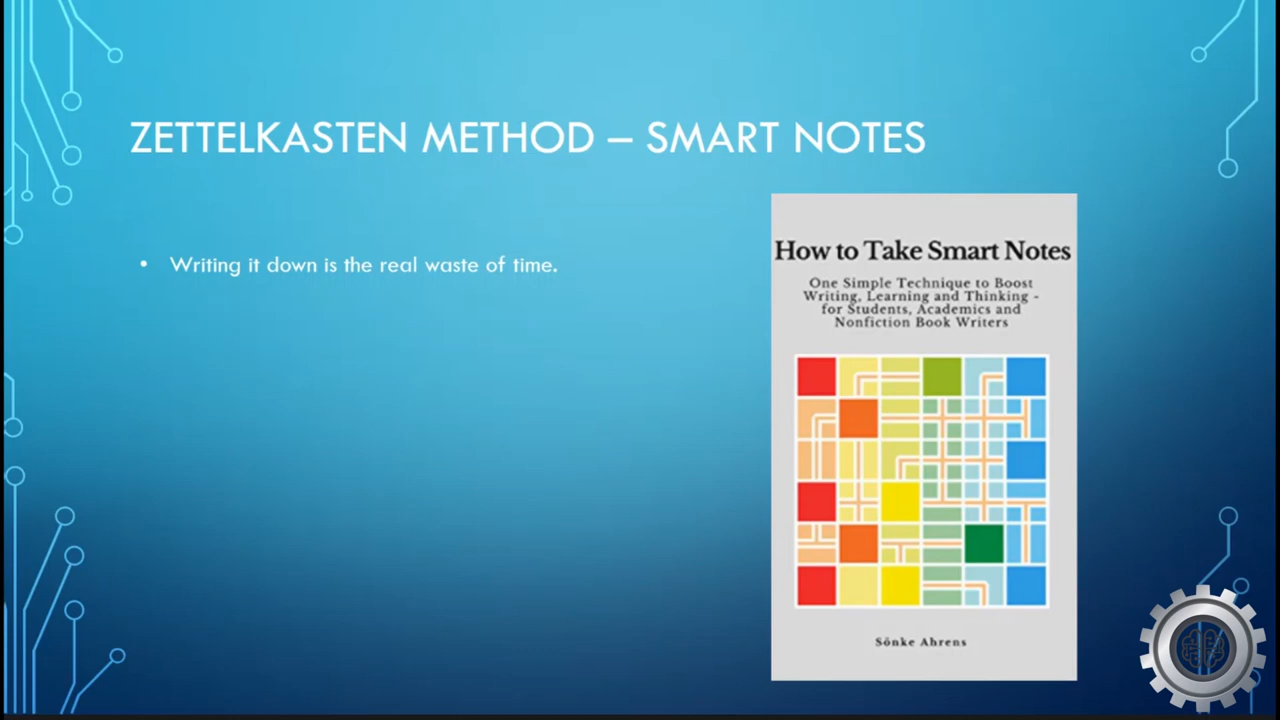 ZETTELKASTEN METHOD – SMART NOTES
• Writing it down is the real waste of time.
How to Take Smart Notes
One Simple Technique to Boost
Writing, Learning and Thinking -
for Students, Academics and
Nonfiction Book Writers
Sönke Ahrens